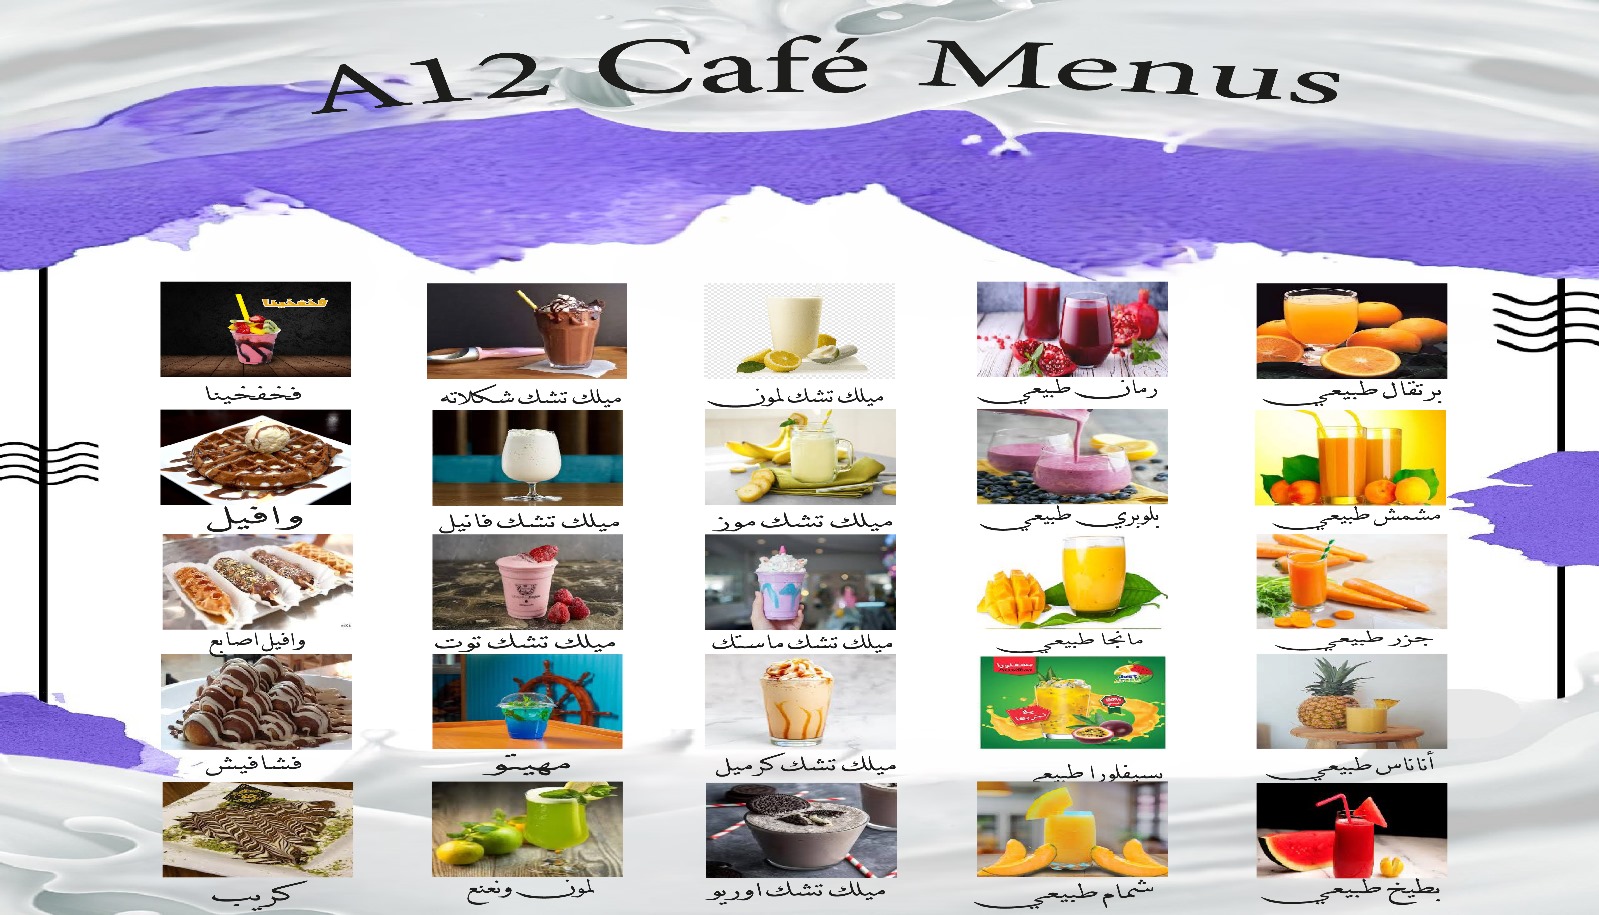 A12 Café Menus
برتقال طبيعي
رمان طبيعي
ميلك تشك لمون
ميلك تشك شكلاته
فخفخينا
مشمش طبيعي
بلوبري طبيعي
ميلك تشك موز
ميلك تشك فانيل
وافيل
جزر طبيعي
مانجا طبيعي
ميلك تشك ماستك
ميلك تشك توت
وافيل اصابع
أناناس طبيعي
سيفلورا طبيعي
ميلك تشك كرميل
مهيتو
فشافيش
بطيخ طبيعي
شمام طبيعي
ميلك تشك اوريو
لمون ونعنع
كريب